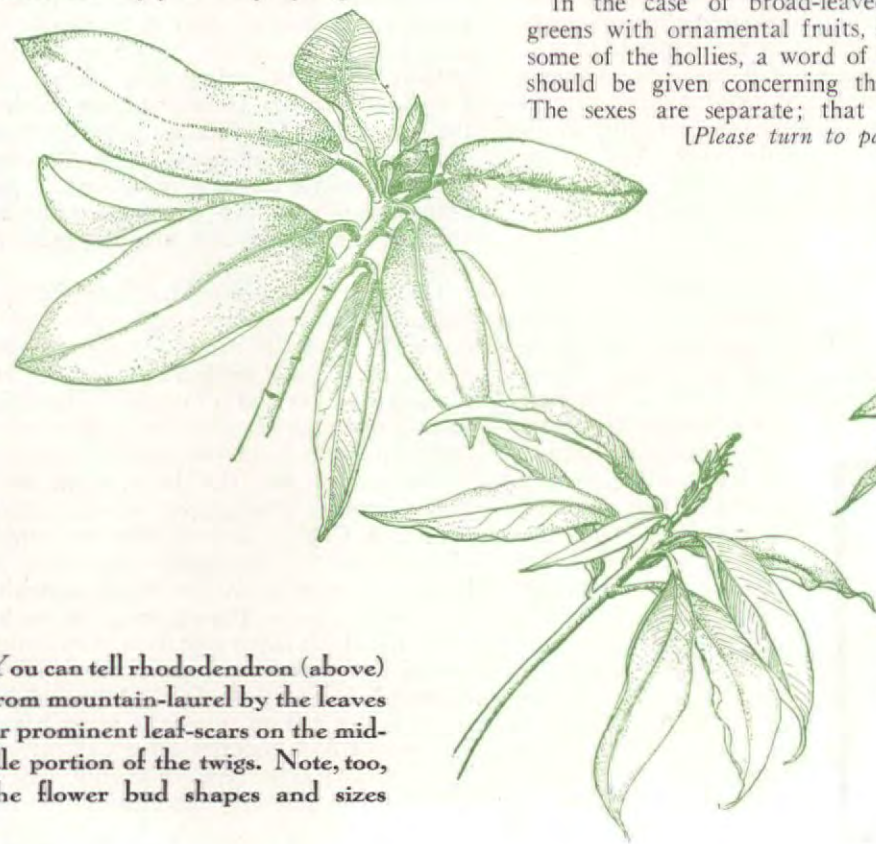 In the case of broad-leave
greens with ornamental fruits,
some of the hollies, a word of
should be given concerning th
The sexes are separate; that
[Please turn to pa
You can tell rhododendron (above)
rom mountain-laurel by the leaves
r prominent leaf-scars on the mid-
le portion of the twigs. Note, too,
he flower bud shapes and sizes